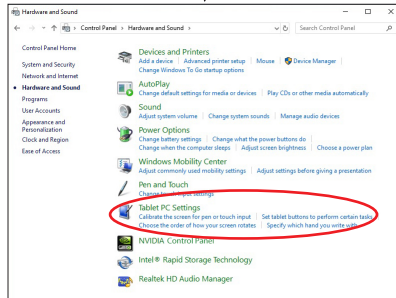 Hardware and Sound
Control Panel > Hardware and Sound >
Search Control Panel
Control Panel Home
System and Security
Network and Internet
Hardware and Sound
Programs
User Accounts
Appearance and
Personalization
Clock and Region
Ease of Access
Devices and Printers
Add a device | Advanced printer setup | Mouse | Device Manager |
Change Windows To Go startup options
AutoPlay
Change default settings for media or devices | Play CDs or other media automatically
Sound
Adjust system volume | Change system sounds | Manage audio devices
Power Options
Change battery settings | Change what the power buttons do |
Change when the computer sleeps | Adjust screen brightness | Choose a power plan
Windows Mobility Center
Adjust commonly used mobility settings | Adjust settings before giving a presentation
Pen and Touch
Change touch input settings
Tablet PC Settings
Calibrate the screen for pen or touch input | Set tablet buttons to perform certain tasks
Choose the order of how your screen rotates | Specify which hand you write with
NVIDIA Control Panel
Intel® Rapid Storage Technology
Realtek HD Audio Manager